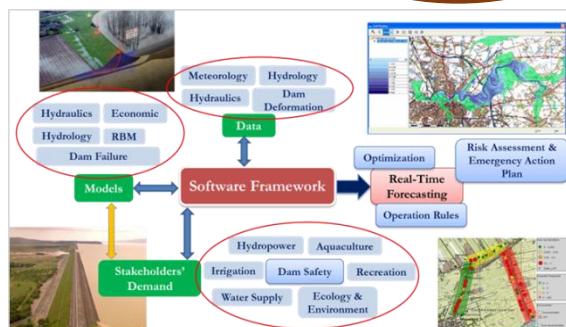 Meteorology
Hydrology
Hydraulics
Dam
Deformation
Data
Hydraulics
Economic
Hydrology
RBM
Dam Failure
Models
Software Framework
Optimization
Risk Assessment &
Emergency Action
Plan
Real-Time
Forecasting
Operation Rules
Stakeholders'
Demand
Hydropower
Aquaculture
Irrigation
Dam Safety
Recreation
Water Supply
Ecology &
Environment